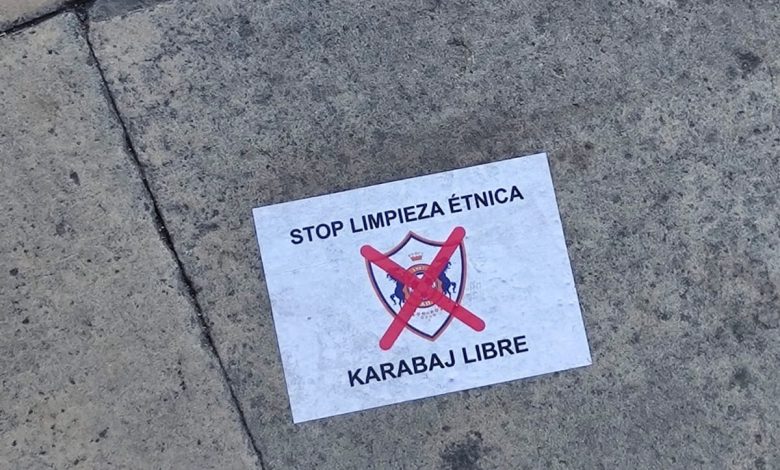 STOP LIMPIEZA ÉTNICA
KARABAJ LIBRE